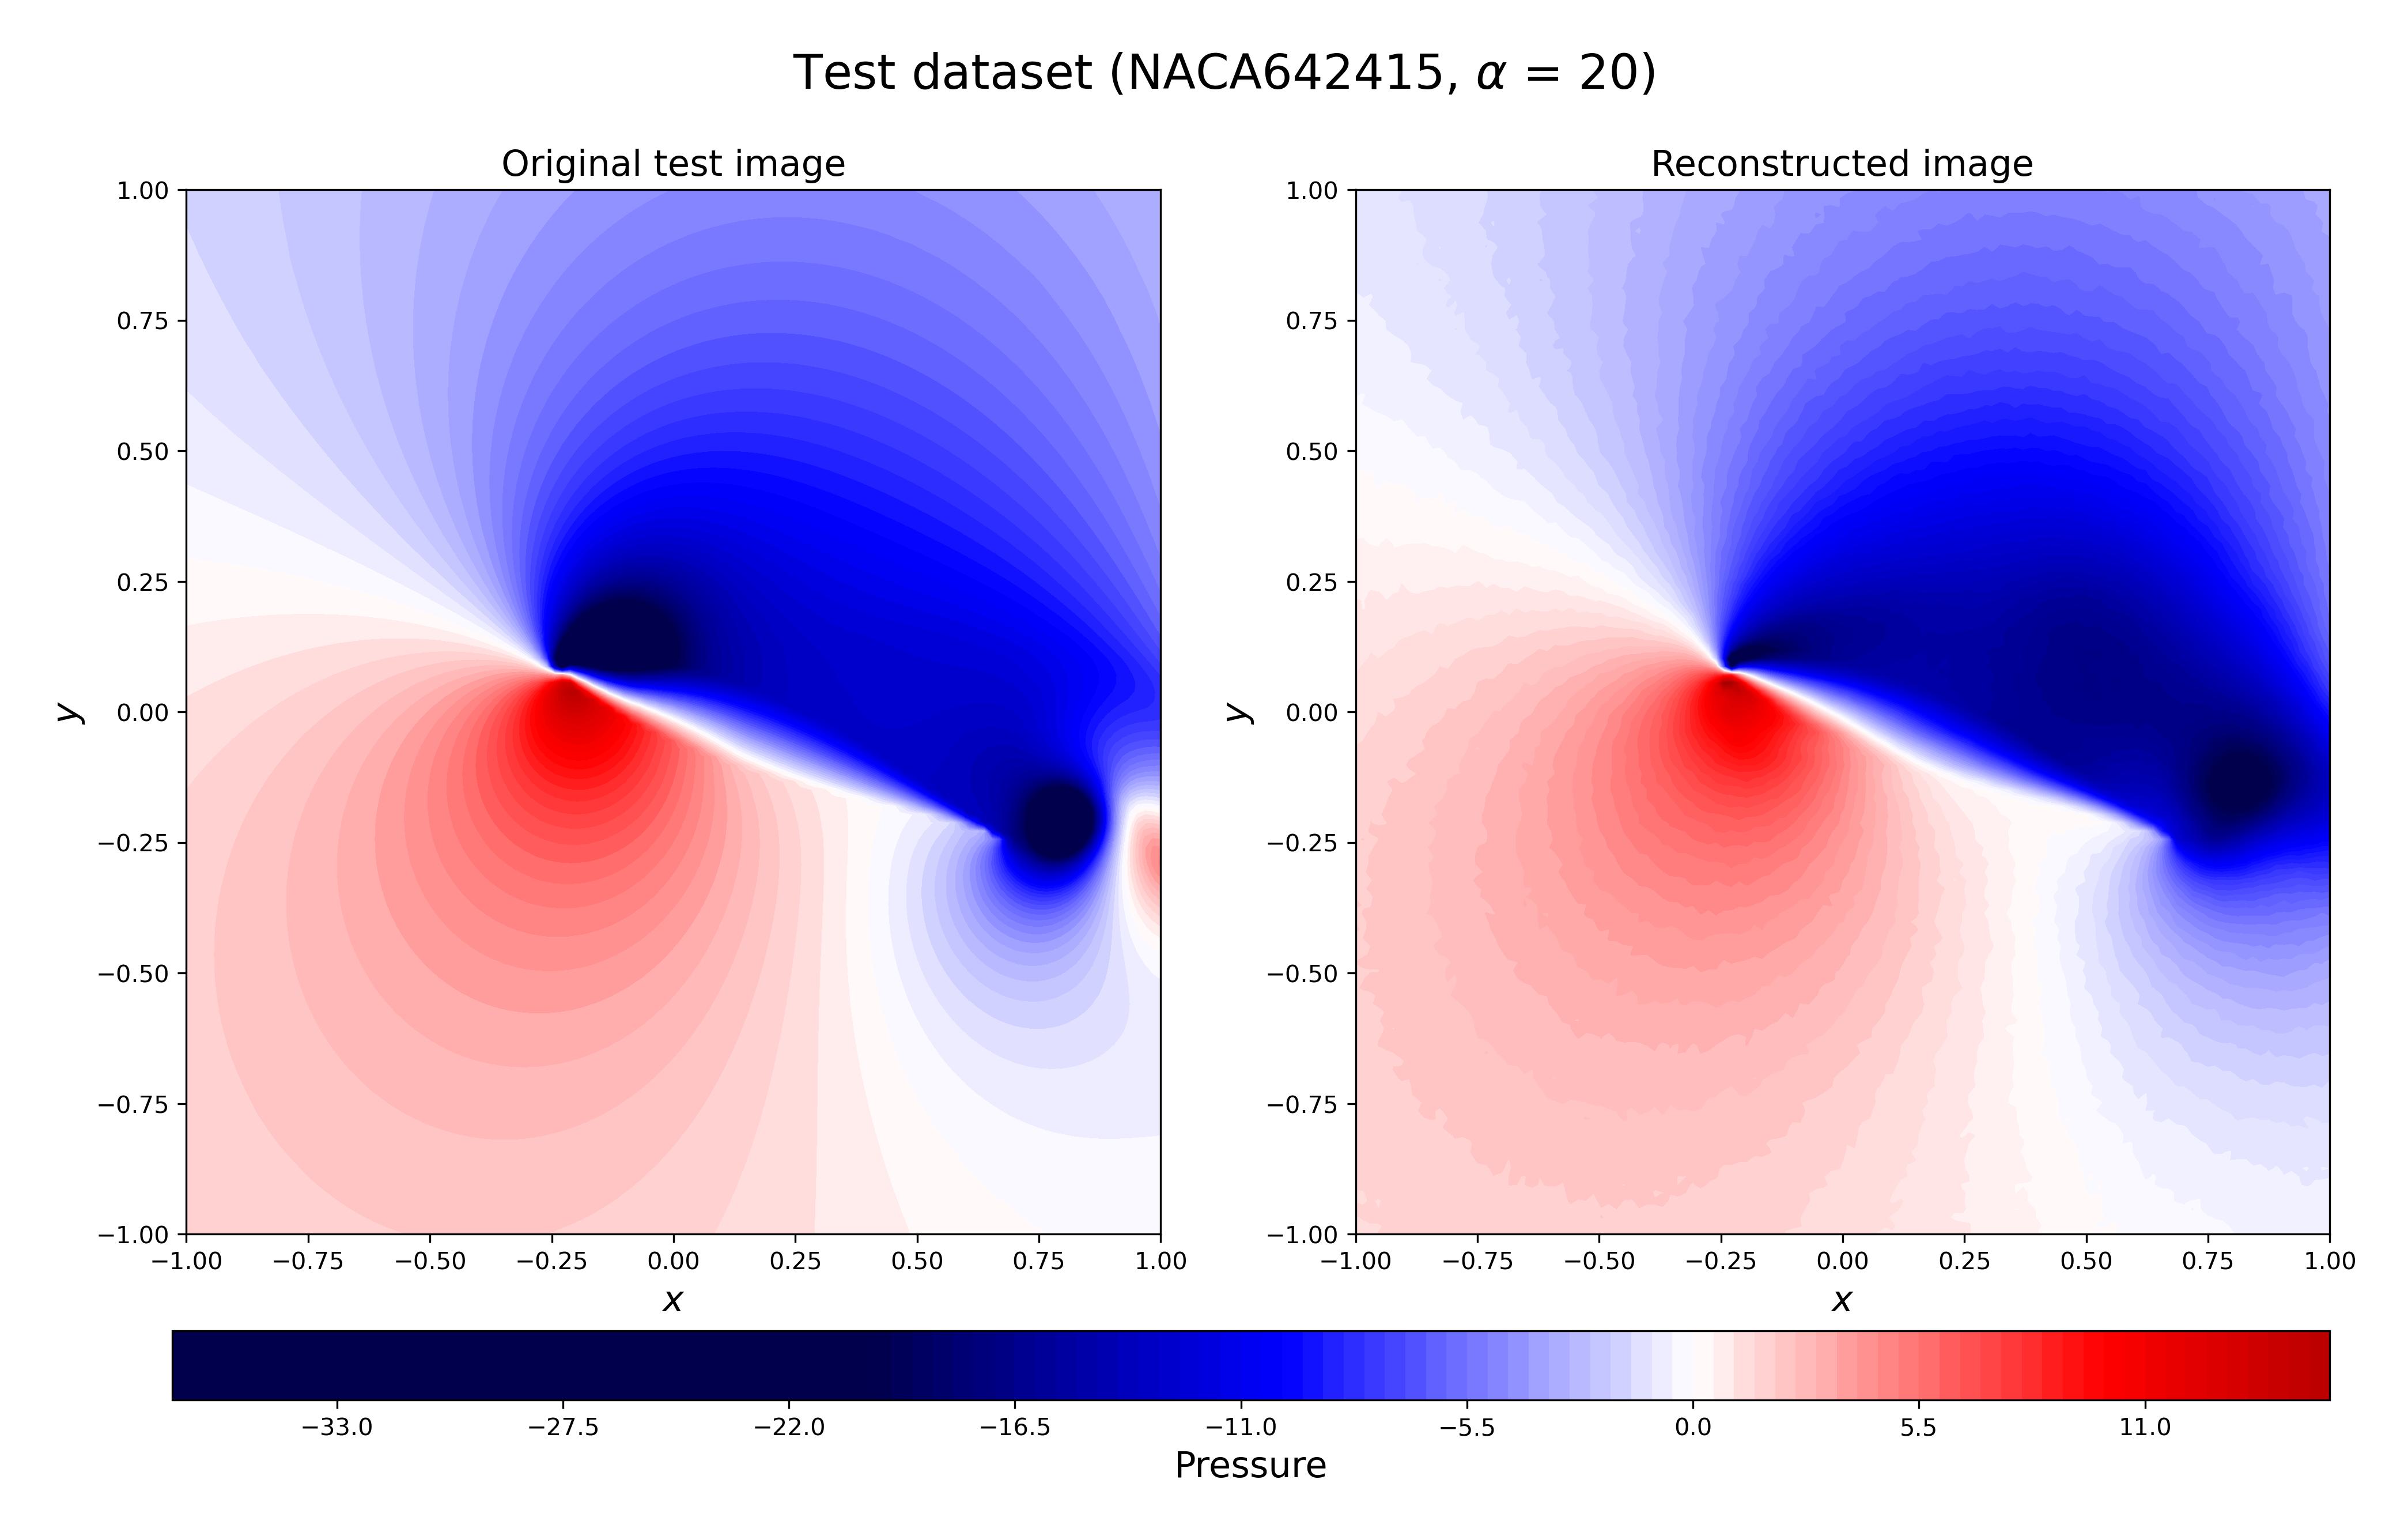 Test dataset (NACA642415, α = 20)
Original test image
Reconstructed image
1.00
0.75
0.50
0.25
0.00
−0.25
−0.50
−0.75
−1.00
y
−1.00 −0.75 −0.50 −0.25 0.00 0.25 0.50 0.75 1.00
x
1.00
0.75
0.50
0.25
0.00
−0.25
−0.50
−0.75
−1.00
y
−1.00 −0.75 −0.50 −0.25 0.00 0.25 0.50 0.75 1.00
x
−33.0 −27.5 −22.0 −16.5 −11.0 −5.5 0.0 5.5 11.0
Pressure